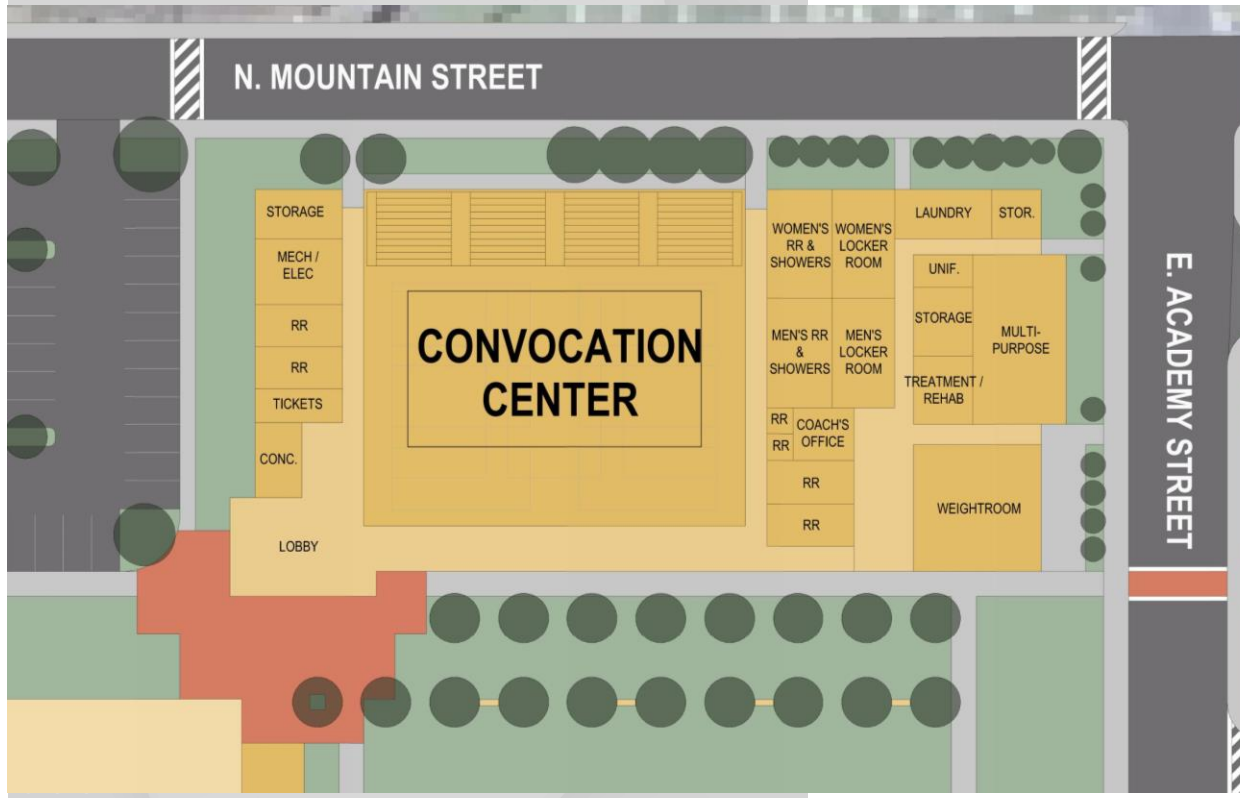 N. MOUNTAIN STREET
STORAGE
MECH /
ELEC
RR
RR
TICKETS
CONC.
LOBBY
CONVOCATION
CENTER
WOMEN'S
RR &
SHOWERS
WOMEN'S
LOCKER
ROOM
MEN'S RR
&
SHOWERS
MEN'S
LOCKER
ROOM
RR
RR
COACH'S
OFFICE
RR
RR
LAUNDRY
STOR.
UNIF.
STORAGE
TREATMENT /
REHAB
MULTI-
PURPOSE
WEIGHTROOM
E. ACADEMY STREET